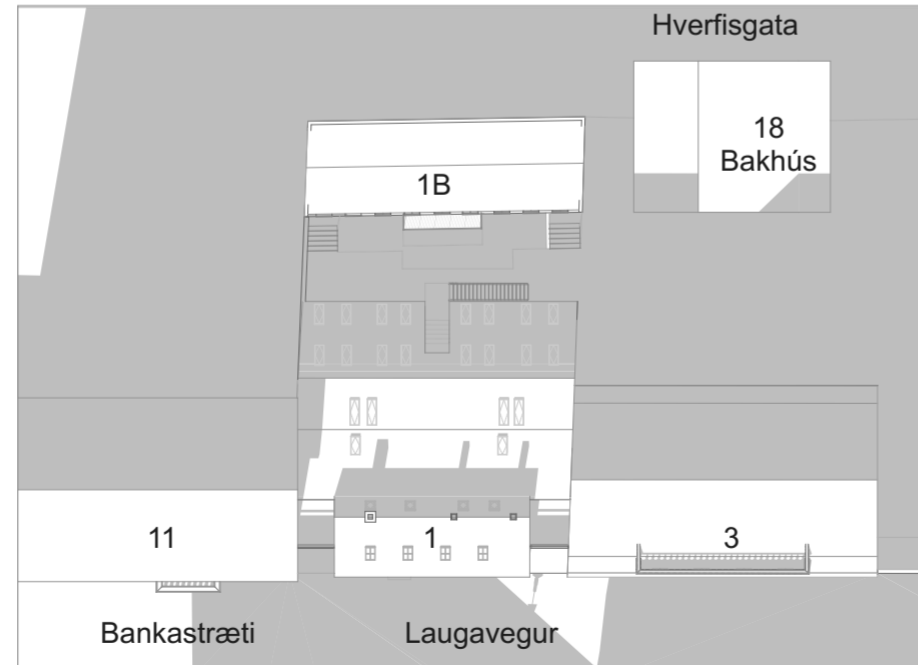 Hverfisgata
18
Bakhús
1B
11
1
3
Bankastræti
Laugavegur